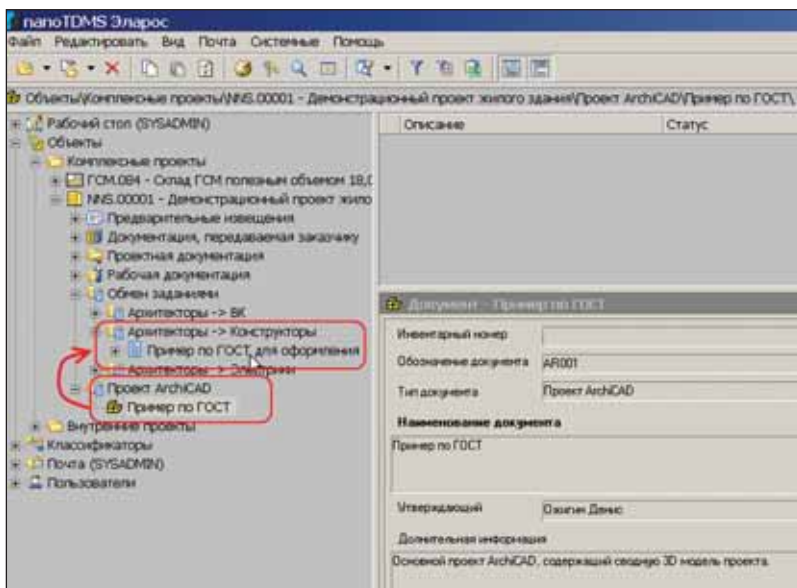 nanoTDMS Эларос
Файл Редактировать Вид Почта Системные Помощь
Объекты\Комплексные проекты\NNS.00001 - Демонстрационный проект жилого здания\Проект ArchiCAD\Пример по ГОСТ\
Рабочий стол (SYSADMIN)
Объекты
Комплексные проекты
ГСМ.084 - Склад ГСМ полезным объемом 18,0
NNS.00001 - Демонстрационный проект жило
Предварительные извещения
Документация, передаваемая заказчику
Проектная документация
Рабочая документация
Обмен заданиями
Архитекторы -> ВК
Архитекторы -> Конструкторы
Пример по ГОСТ для оформления
Архитекторы -> Электрики
Проект ArchiCAD
Пример по ГОСТ
Внутренние проекты
Классификаторы
Почта (SYSADMIN)
Пользователи
Описание Статус
Документ - Пример по ГОСТ
Инвентарный номер
Обозначение документа AR001
Тип документа Проект ArchiCAD
Наименование документа
Пример по ГОСТ
Утверждающий Ожигин Денис
Долнительная информация
Основной проект ArchiCAD, содержащий сводную 3D модель проекта.